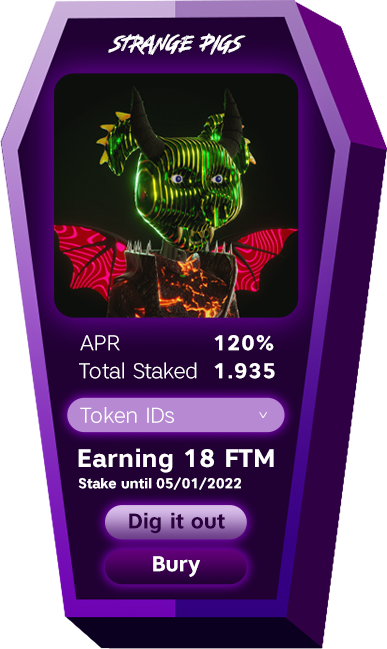 STRANGE PIGS
APR 120%
Total Staked 1.935
Token IDs
Earning 18 FTM
Stake until 05/01/2022
Dig it out
Bury